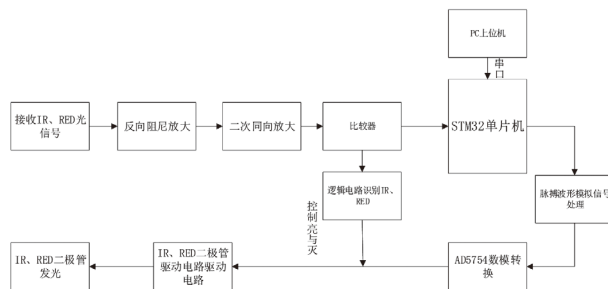 PC上位机
串口
接收IR、RED光
信号
反向阻尼放大
二次同向放大
比较器
STM32单片机
逻辑电路识别IR、
RED
控制亮与灭
脉搏波形模拟信号
处理
IR、RED二极管
发光
IR、RED二极管
驱动电路驱动
电路
AD5754数模转
换